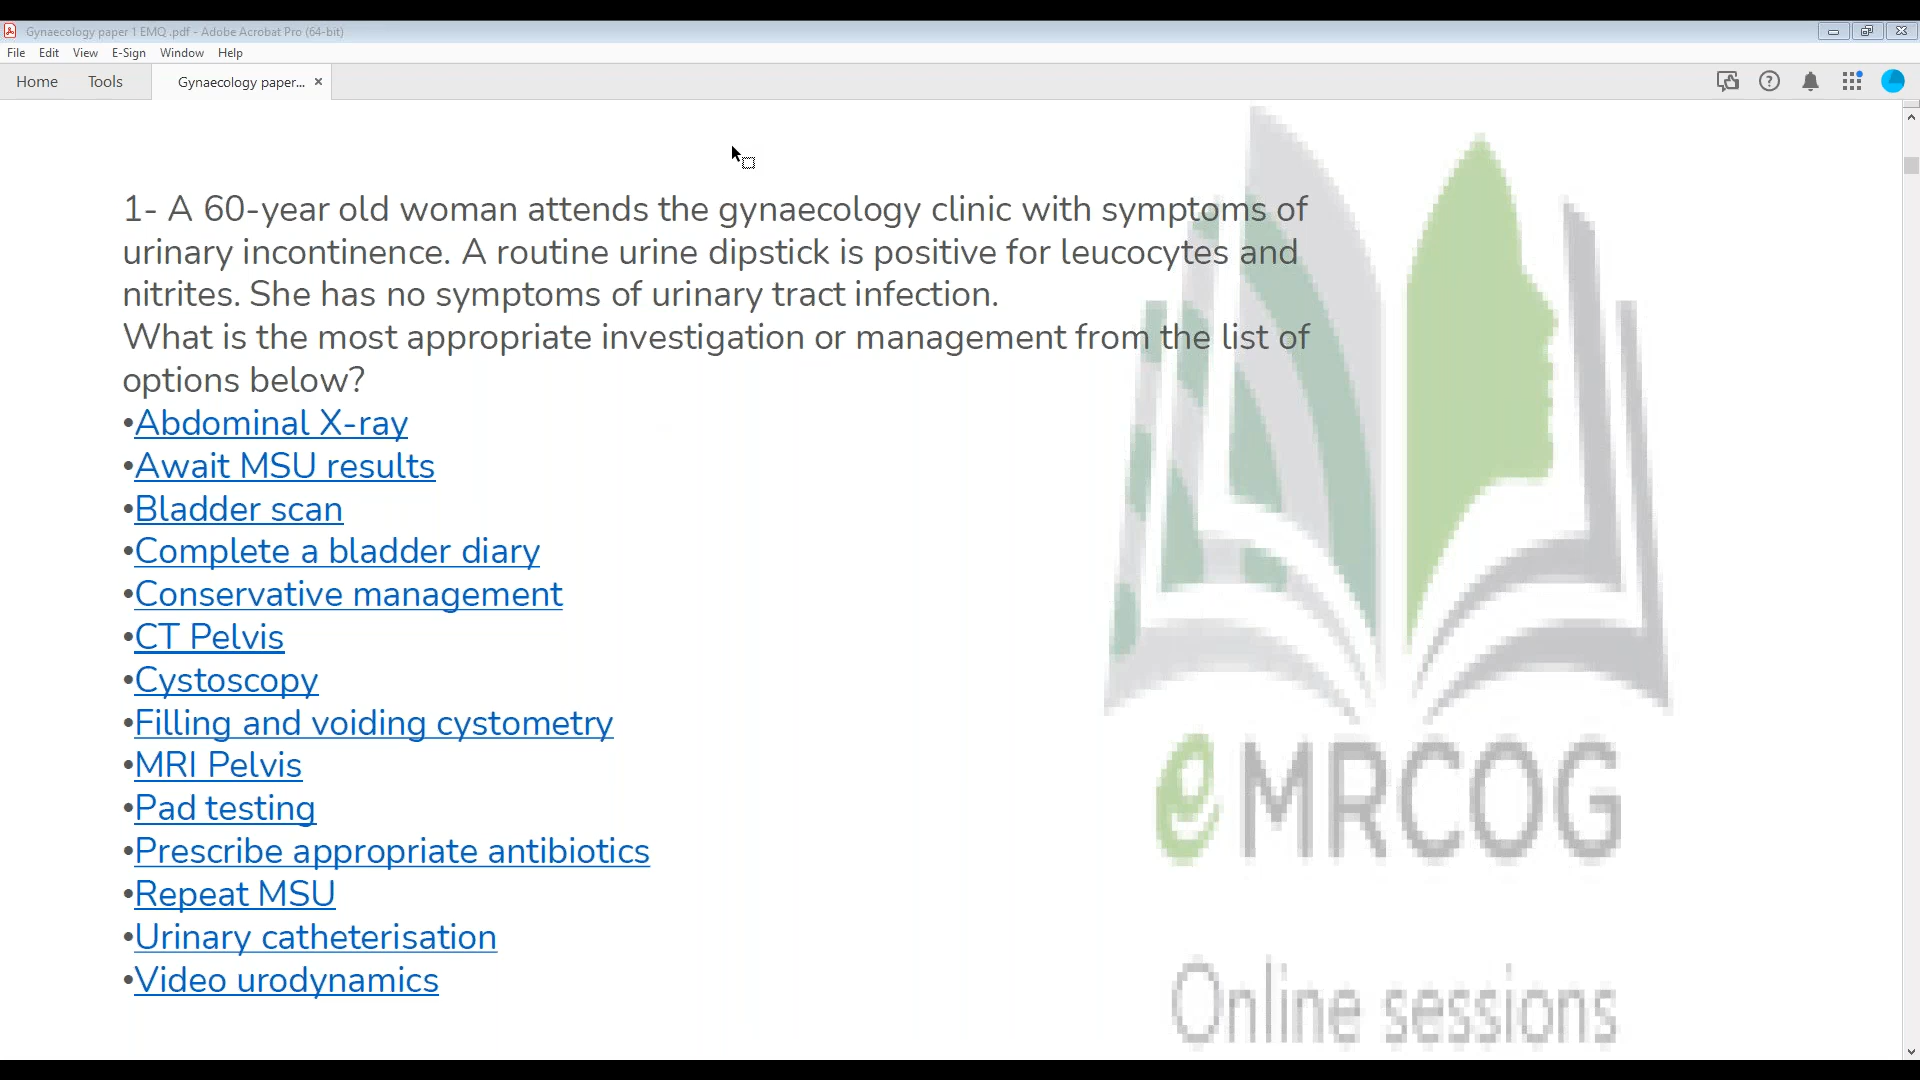 Gynaecology paper 1 EMQ .pdf - Adobe Acrobat Pro (64-bit)
File Edit View E-Sign Window Help
Home Tools Gynaecology paper...
1- A 60-year old woman attends the gynaecology clinic with symptoms of
urinary incontinence. A routine urine dipstick is positive for leucocytes and
nitrites. She has no symptoms of urinary tract infection.
What is the most appropriate investigation or management from the list of
options below?
•Abdominal X-ray
•Await MSU results
•Bladder scan
•Complete a bladder diary
•Conservative management
•CT Pelvis
•Cystoscopy
•Filling and voiding cystometry
•MRI Pelvis
•Pad testing
•Prescribe appropriate antibiotics
•Repeat MSU
•Urinary catheterisation
•Video urodynamics
eMRCOG
Online sessions